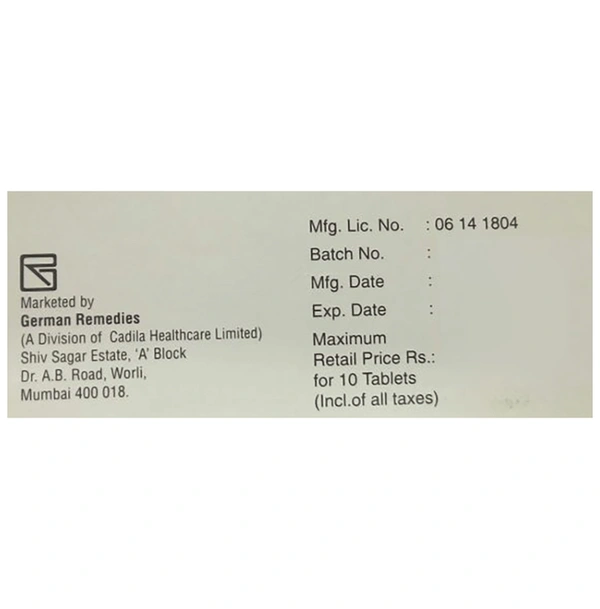 Marketed by
German Remedies
(A Division of Cadila Healthcare Limited)
Shiv Sagar Estate, 'A' Block
Dr. A.B. Road, Worli,
Mumbai 400 018.
Mfg. Lic. No. : 06 14 1804
Batch No. :
Mfg. Date :
Exp. Date :
Maximum
Retail Price Rs.:
for 10 Tablets
(Incl.of all taxes)